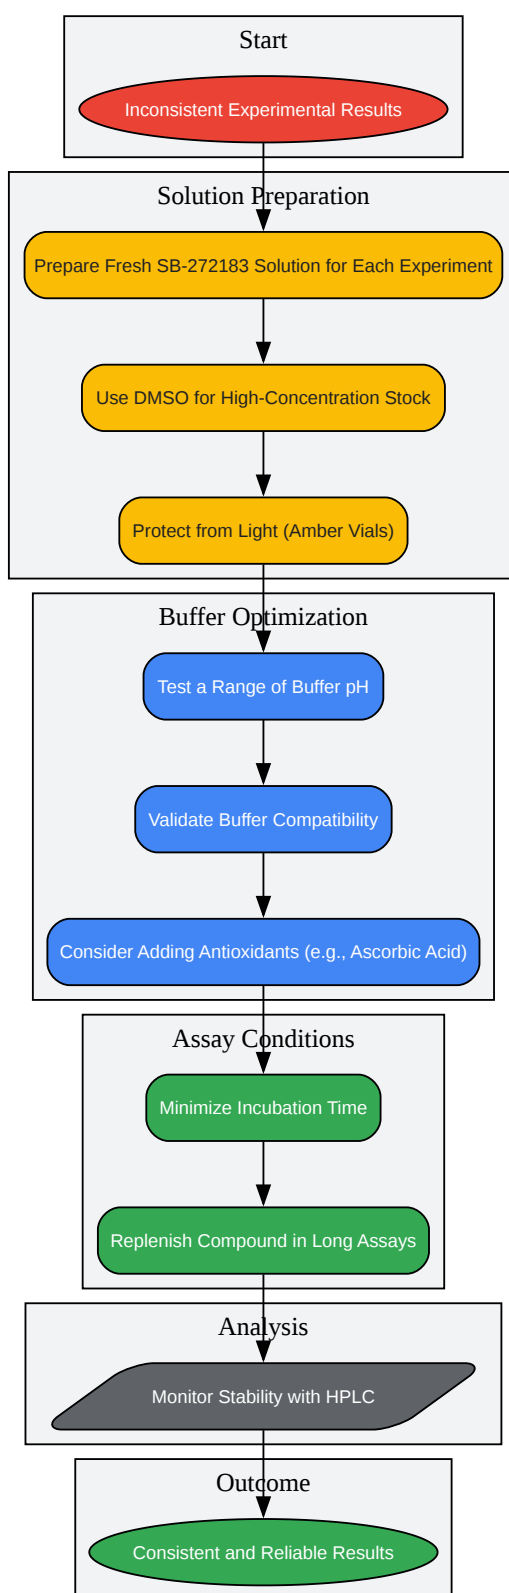 Start
Inconsistent Experimental Results
Solution Preparation
Prepare Fresh SB-272183 Solution for Each Experiment
Use DMSO for High-Concentration Stock
Protect from Light (Amber Vials)
Buffer Optimization
Test a Range of Buffer pH
Validate Buffer Compatibility
Consider Adding Antioxidants (e.g., Ascorbic Acid)
Assay Conditions
Minimize Incubation Time
Replenish Compound in Long Assays
Analysis
Monitor Stability with HPLC
Outcome
Consistent and Reliable Results